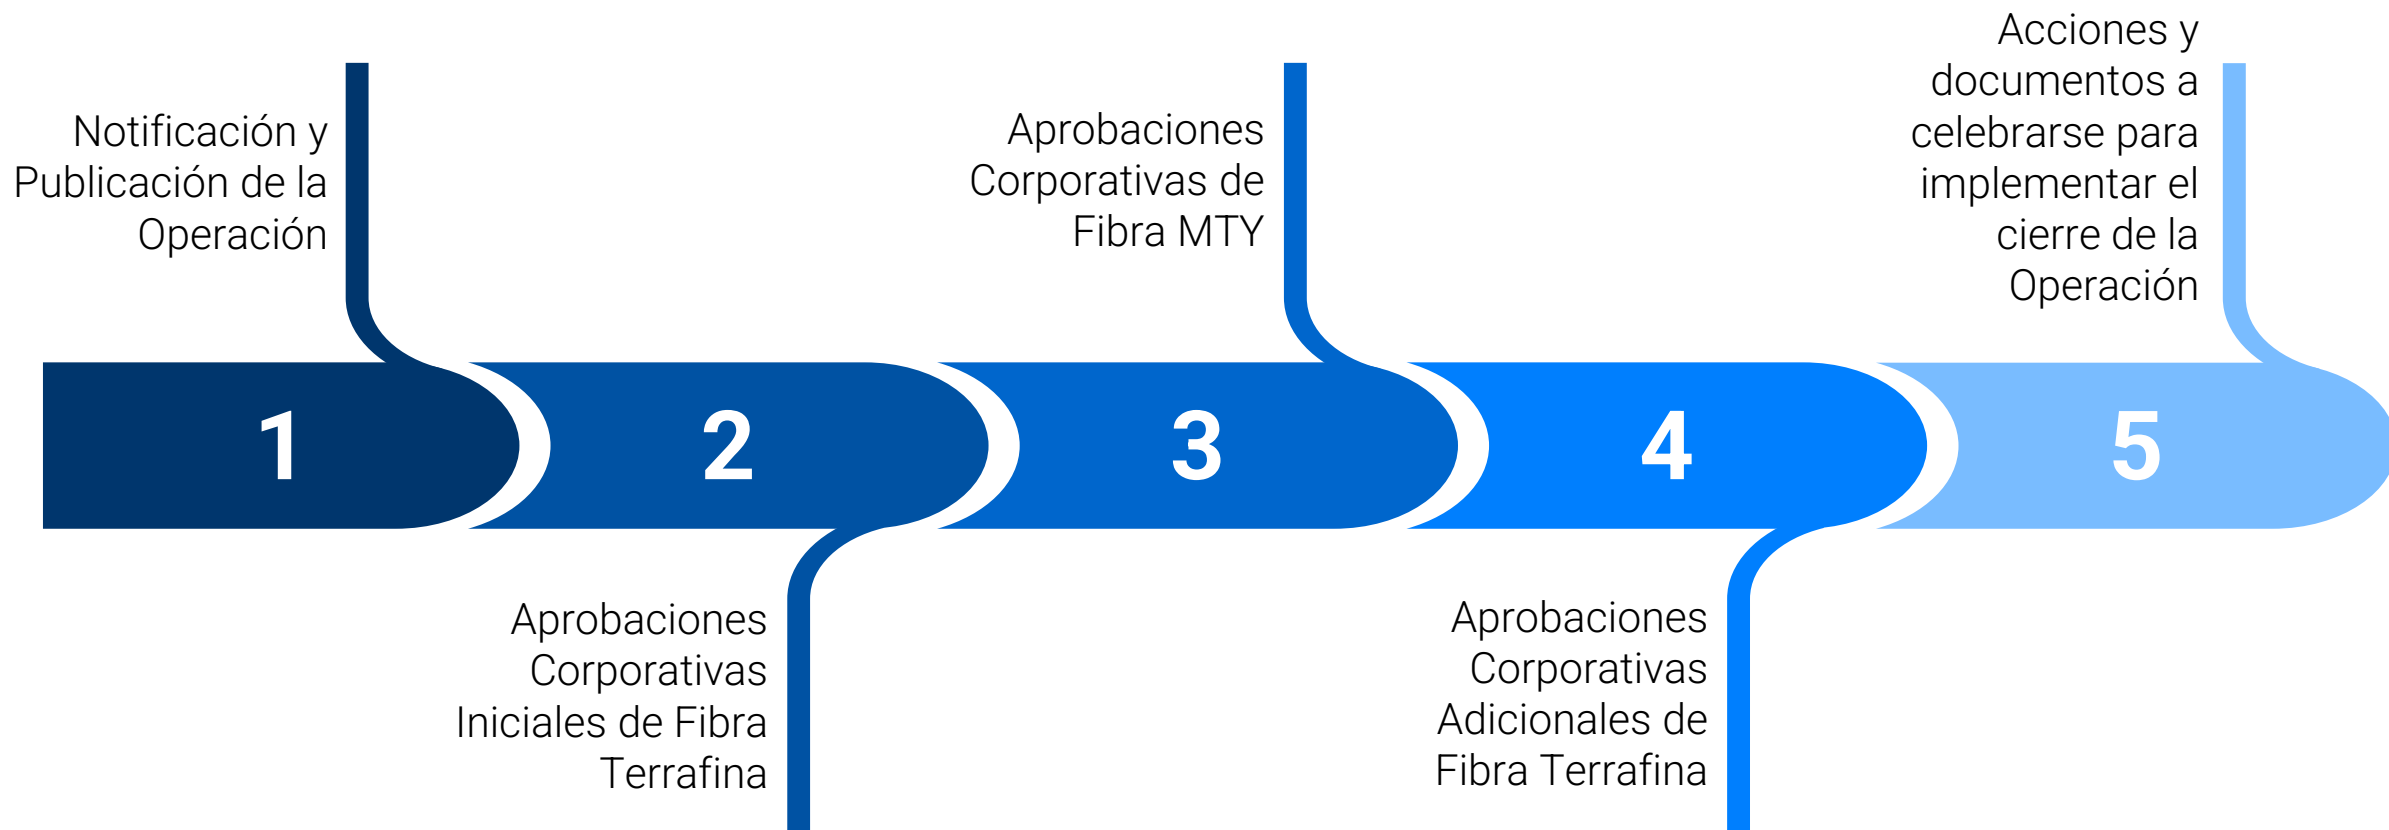 Notificación y
Publicación de la
Operación
1
Aprobaciones
Corporativas
Iniciales de Fibra
Terrafina
2
Aprobaciones
Corporativas de
Fibra MTY
3
Aprobaciones
Corporativas
Adicionales de
Fibra Terrafina
4
Acciones y
documentos a
celebrarse para
implementar el
cierre de la
Operación
5